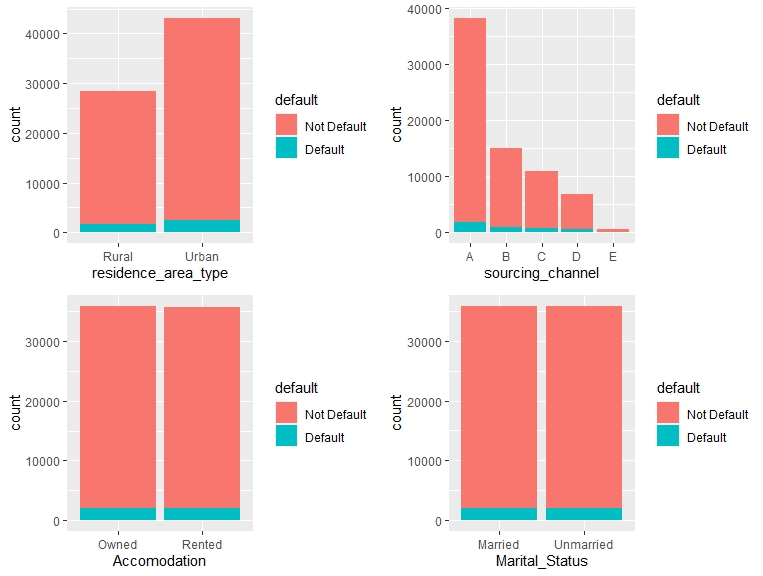 count
40000
30000
20000
10000
0
Rural Urban
residence_area_type
default
Not Default
Default
count
40000
30000
20000
10000
0
A B C D E
sourcing_channel
default
Not Default
Default
count
30000
20000
10000
0
Owned Rented
Accomodation
default
Not Default
Default
count
30000
20000
10000
0
Married Unmarried
Marital_Status
default
Not Default
Default